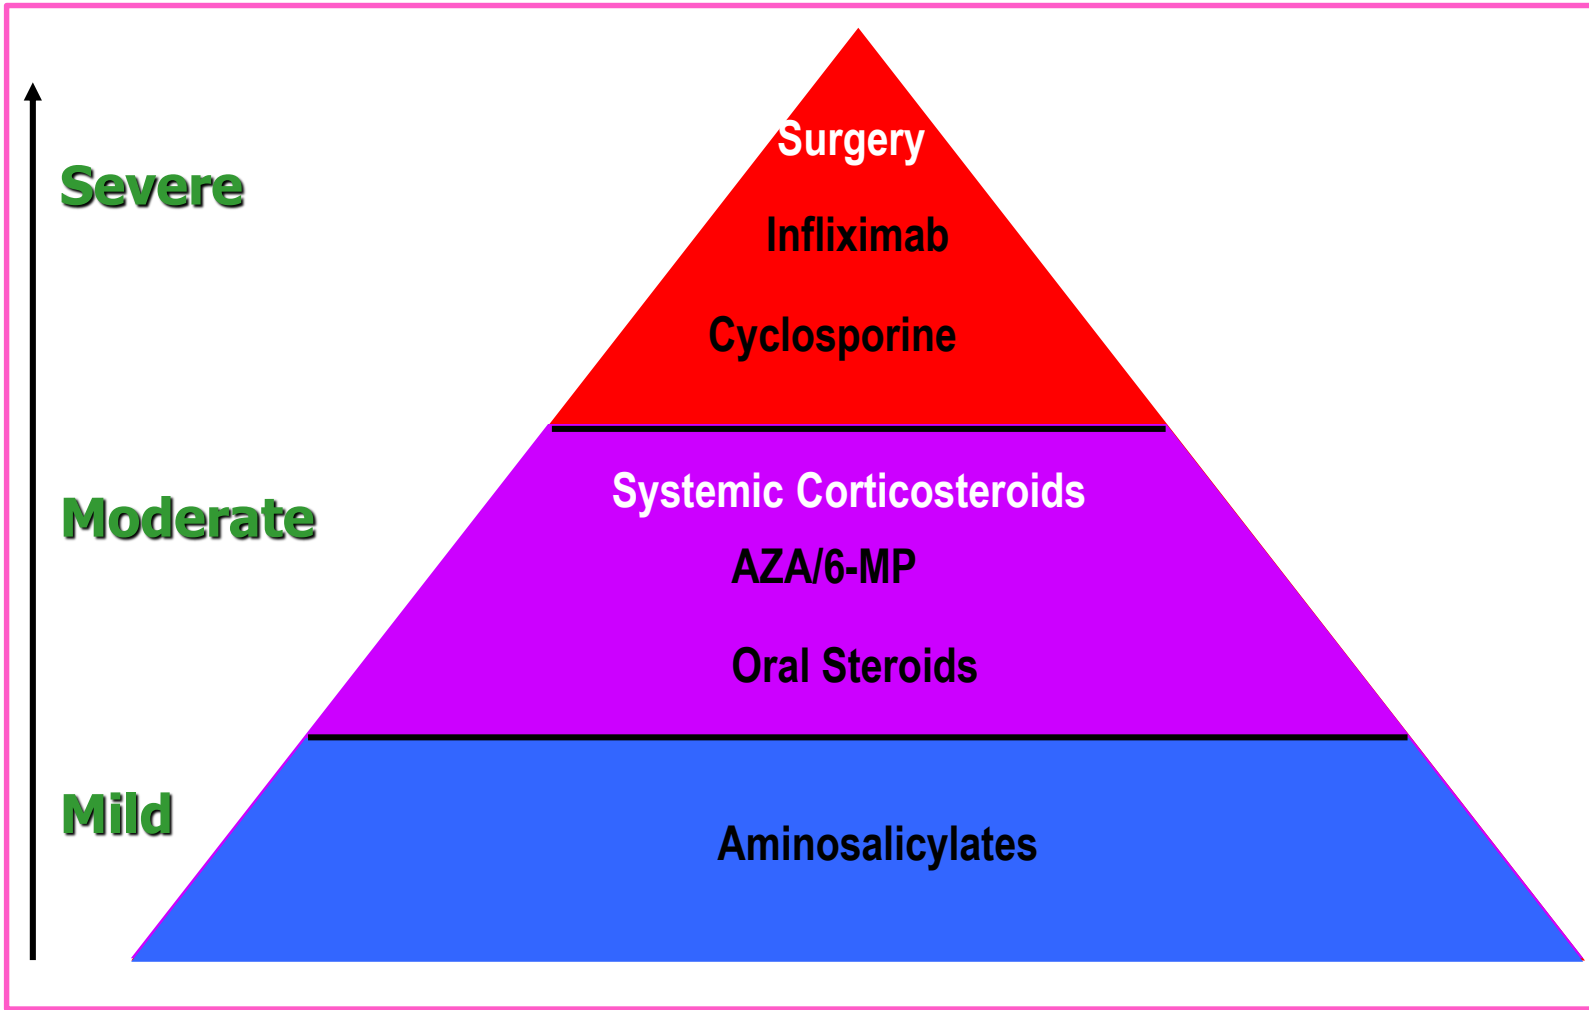 Surgery
Severe
Infliximab
Cyclosporine
Systemic Corticosteroids
Moderate
AZA/6-MP
Oral Steroids
Mild
Aminosalicylates